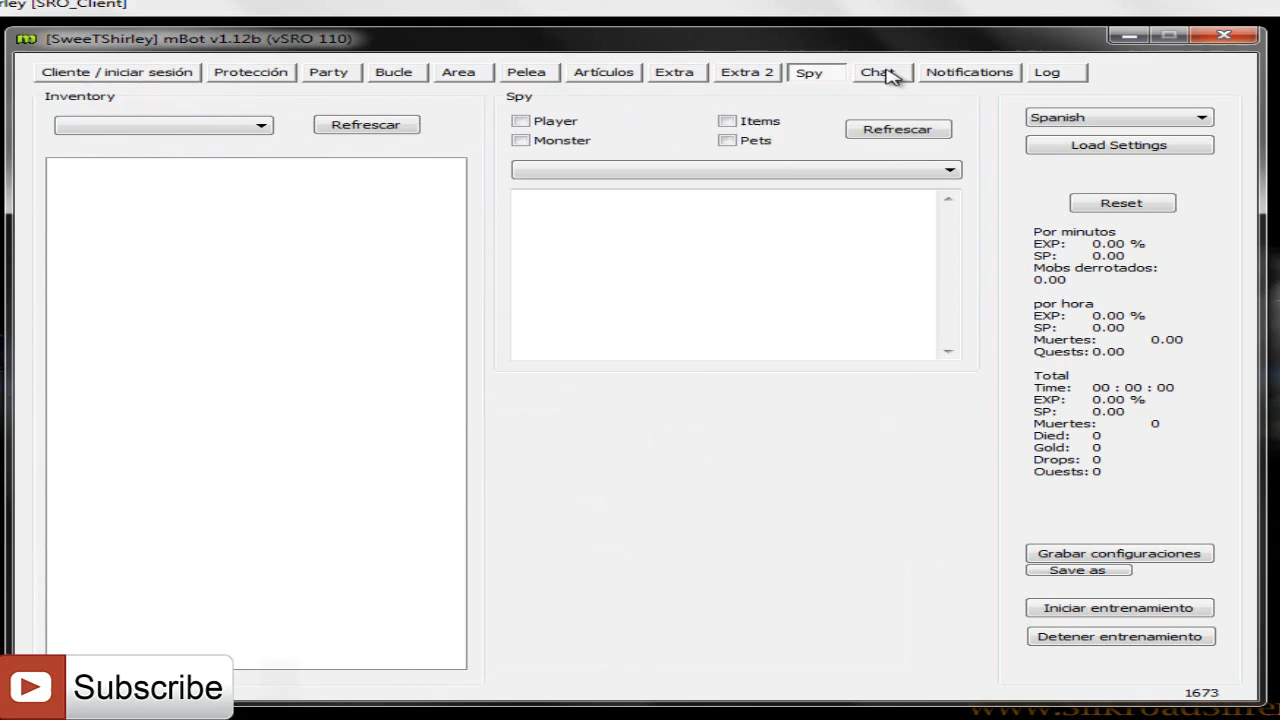 rley [SRO_Client]
[SweeTShirley] mBot v1.12b (vSRO 110)
Cliente / iniciar sesión Protección Party Bucle Area Pelea Artículos Extra Extra 2 Spy Chat Notifications Log
Inventory
Refrescar
Spy
Player
Items
Monster
Pets
Refrescar
Spanish
Load Settings
Reset
Por minutos
EXP: 0.00 %
SP: 0.00
Mobs derrotados:
0.00
por hora
EXP: 0.00 %
SP: 0.00
Muertes: 0.00
Quests: 0.00
Total
Time: 00 : 00 : 00
EXP: 0.00 %
SP: 0.00
Muertes: 0
Died: 0
Gold: 0
Drops: 0
Quests: 0
Grabar configuraciones
Save as
Iniciar entrenamiento
Detener entrenamiento
1673
Subscribe